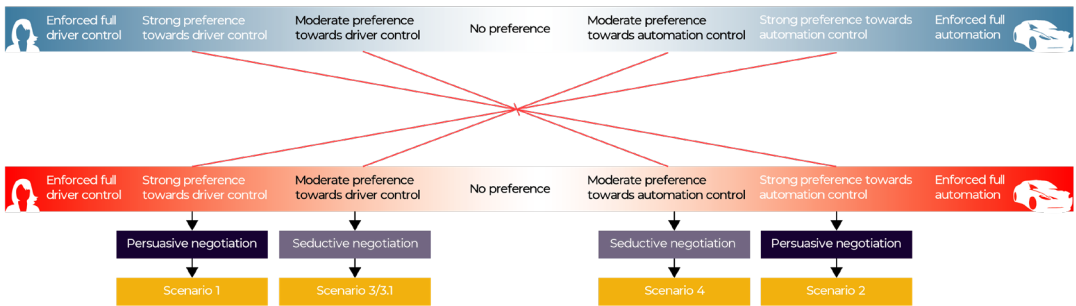 Enforced full
driver control
Strong preference
towards driver control
Moderate preference
towards driver control
No preference
Moderate preference
towards automation control
Strong preference towards
automation control
Enforced full
automation
Enforced full
driver control
Strong preference
towards driver control
Moderate preference
towards driver control
No preference
Moderate preference
towards automation control
Strong preference towards
automation control
Enforced full
automation
Persuasive negotiation
Seductive negotiation
Seductive negotiation
Persuasive negotiation
Scenario 1
Scenario 3/3.1
Scenario 4
Scenario 2